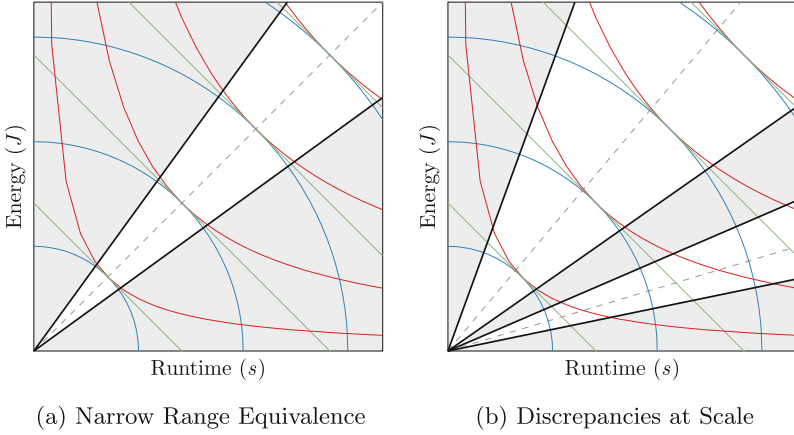 Energy (J)
Runtime (s)
(a) Narrow Range Equivalence
Energy (J)
Runtime (s)
(b) Discrepancies at Scale